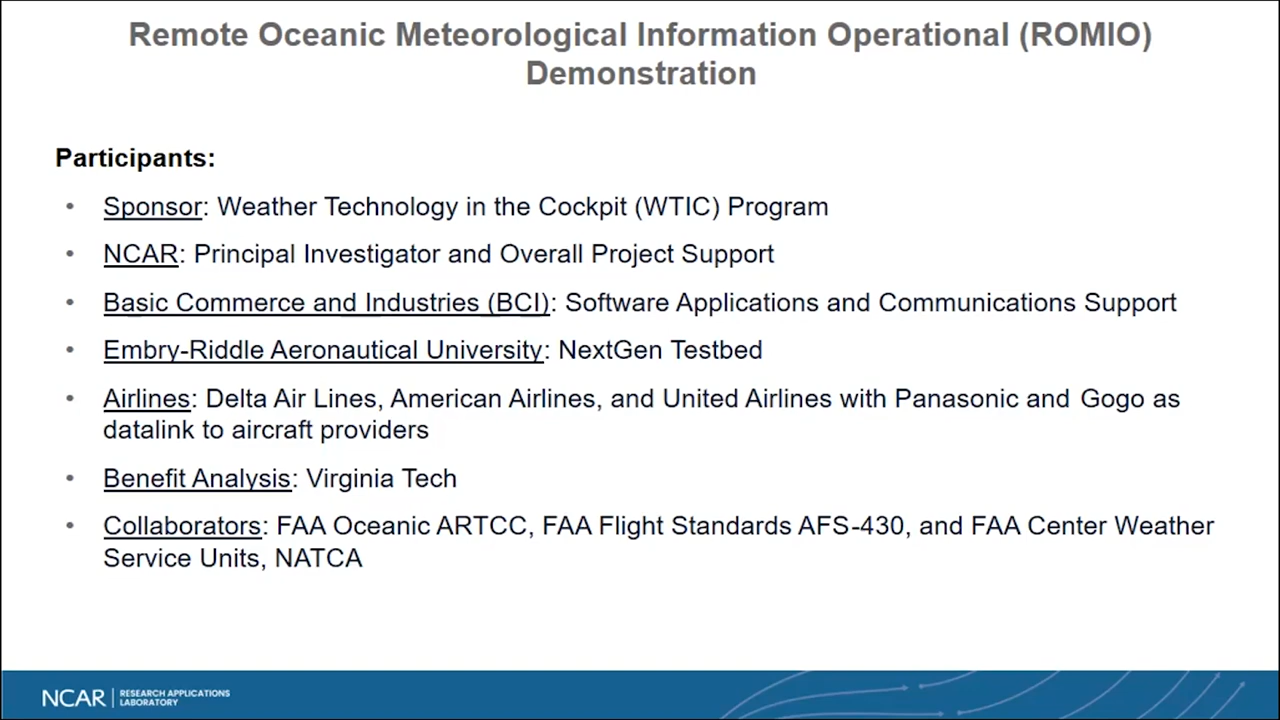 Remote Oceanic Meteorological Information Operational (ROMIO)
Demonstration
Participants:
• Sponsor: Weather Technology in the Cockpit (WTIC) Program
• NCAR: Principal Investigator and Overall Project Support
• Basic Commerce and Industries (BCI): Software Applications and Communications Support
• Embry-Riddle Aeronautical University: NextGen Testbed
• Airlines: Delta Air Lines, American Airlines, and United Airlines with Panasonic and Gogo as
datalink to aircraft providers
• Benefit Analysis: Virginia Tech
• Collaborators: FAA Oceanic ARTCC, FAA Flight Standards AFS-430, and FAA Center Weather
Service Units, NATCA
NCAR | RESEARCH APPLICATIONS
LABORATORY